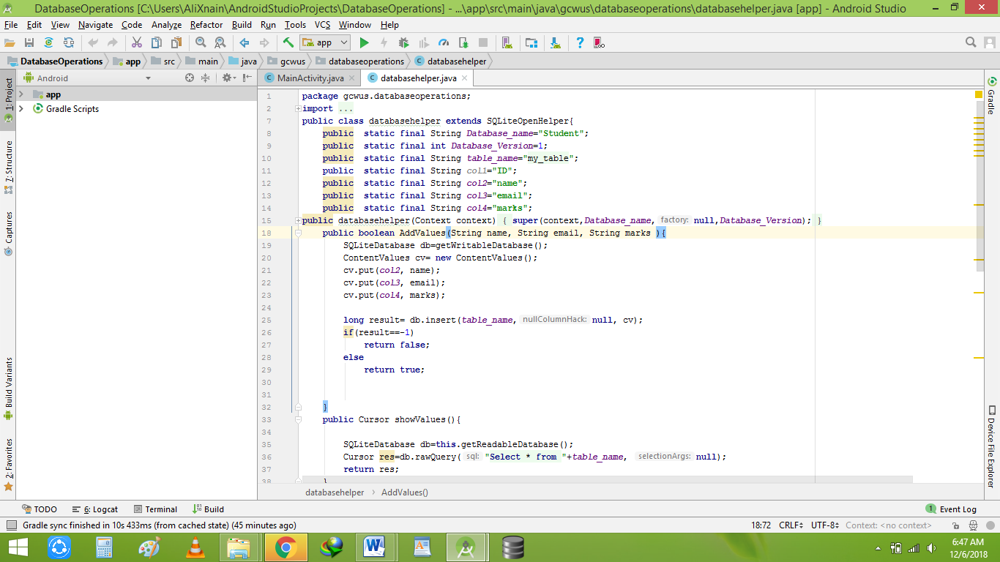 DatabaseOperations [C:\Users\AliXnain\AndroidStudioProjects\DatabaseOperations] - ...\app\src\main\java\gcwus\databaseoperations\databasehelper.java [app] - Android Studio
File Edit View Navigate Code Analyze Refactor Build Run Tools VCS Window Help
app
DatabaseOperations app src main java gcwus databaseoperations databasehelper
Android
MainActivity.java databasehelper.java
1: Project
7: Structure
Captures
Build Variants
2: Favorites
app
Gradle Scripts
1 package gcwus.databaseoperations;
2 import ...
7 public class databasehelper extends SQLiteOpenHelper{
8 public static final String Database_name="Student";
9 public static final int Database_Version=1;
10 public static final String table_name="my_table";
11 public static final String col1="ID";
12 public static final String col2="name";
13 public static final String col3="email";
14 public static final String col4="marks";
15 public databasehelper(Context context) { super(context,Database_name, factory: null,Database_Version); }
18 public boolean AddValues(String name, String email, String marks ){
19 SQLiteDatabase db=getWritableDatabase();
20 ContentValues cv= new ContentValues();
21 cv.put(col2, name);
22 cv.put(col3, email);
23 cv.put(col4, marks);
24
25 long result= db.insert(table_name, nullColumnHack: null, cv);
26 if(result==-1)
27 return false;
28 else
29 return true;
30
31
32 }
33 public Cursor showValues(){
34
35 SQLiteDatabase db=this.getReadableDatabase();
36 Cursor res=db.rawQuery( sql: "Select * from "+table_name, selectionArgs: null);
37 return res;
38 }
Gradle
Device File Explorer
databasehelper AddValues()
TODO 6: Logcat Terminal Build 1 Event Log
Gradle sync finished in 10s 433ms (from cached state) (45 minutes ago) 18:72 CRLF UTF-8 Context: <no context>
6:47 AM
12/6/2018